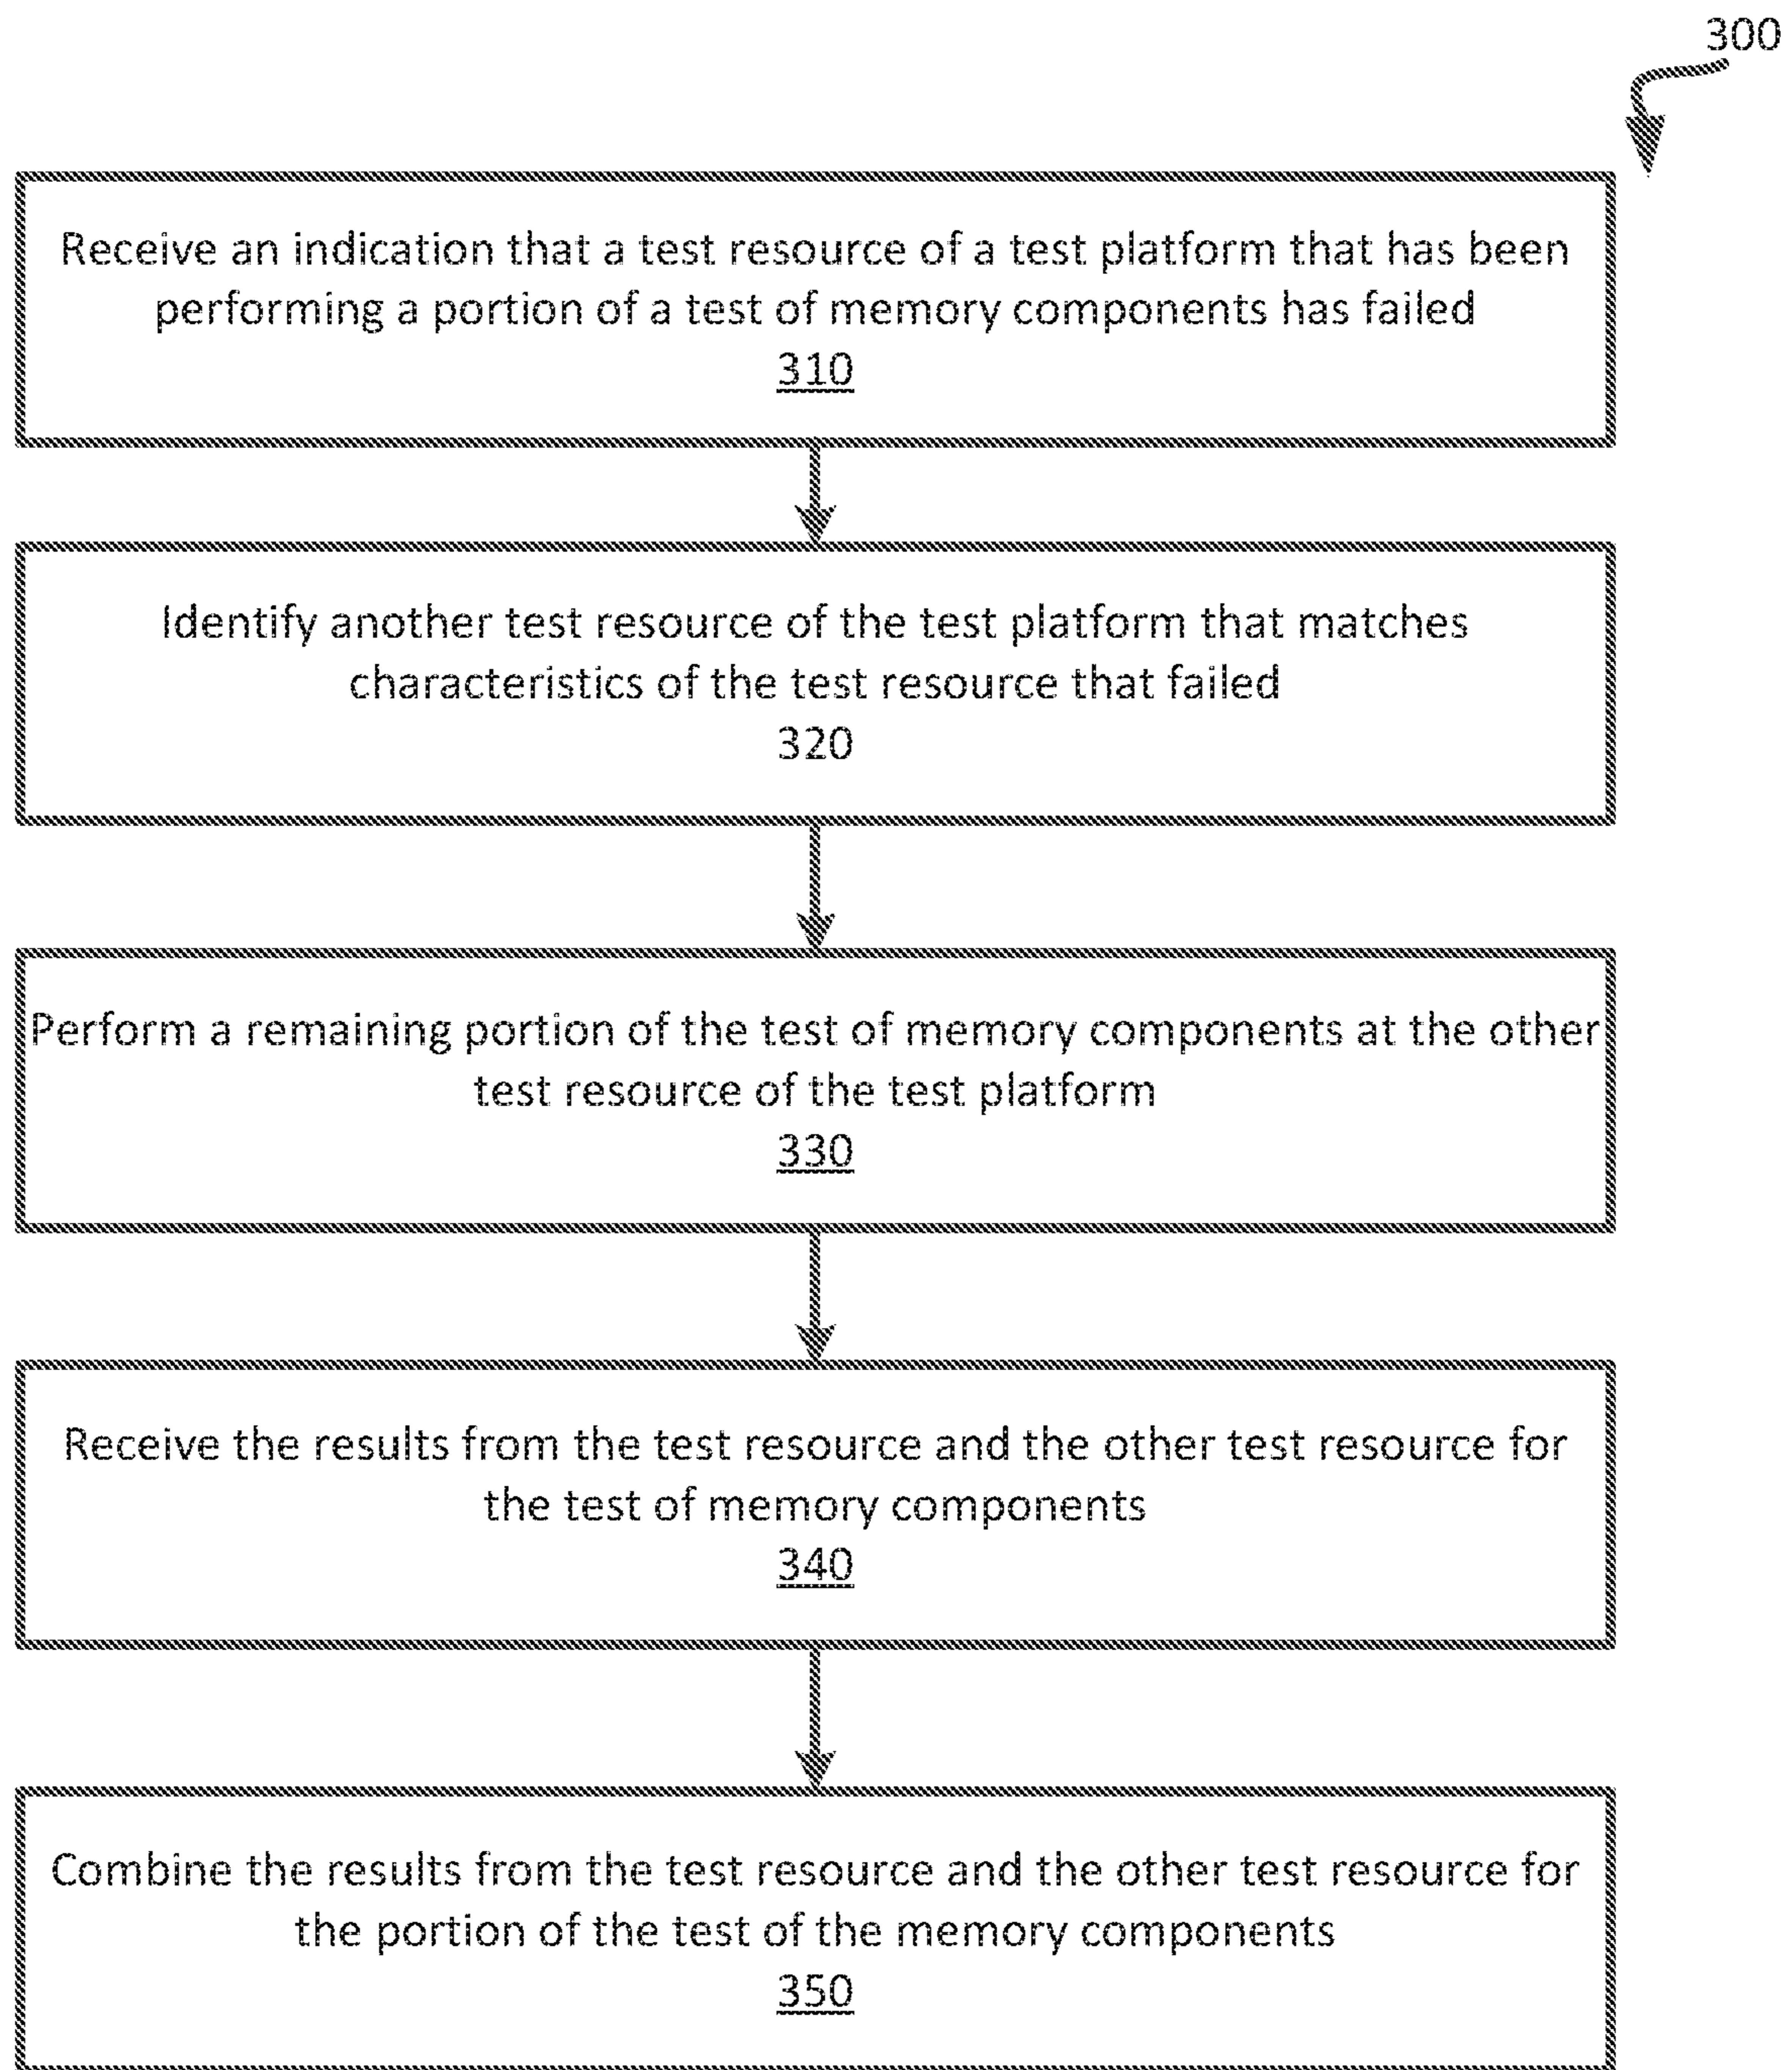 300
Receive an indication that a test resource of a test platform that has been
performing a portion of a test of memory components has failed
310
Identify another test resource of the test platform that matches
characteristics of the test resource that failed
320
Perform a remaining portion of the test of memory components at the other
test resource of the test platform
330
Receive the results from the test resource and the other test resource for
the test of memory components
340
Combine the results from the test resource and the other test resource for
the portion of the test of the memory components
350